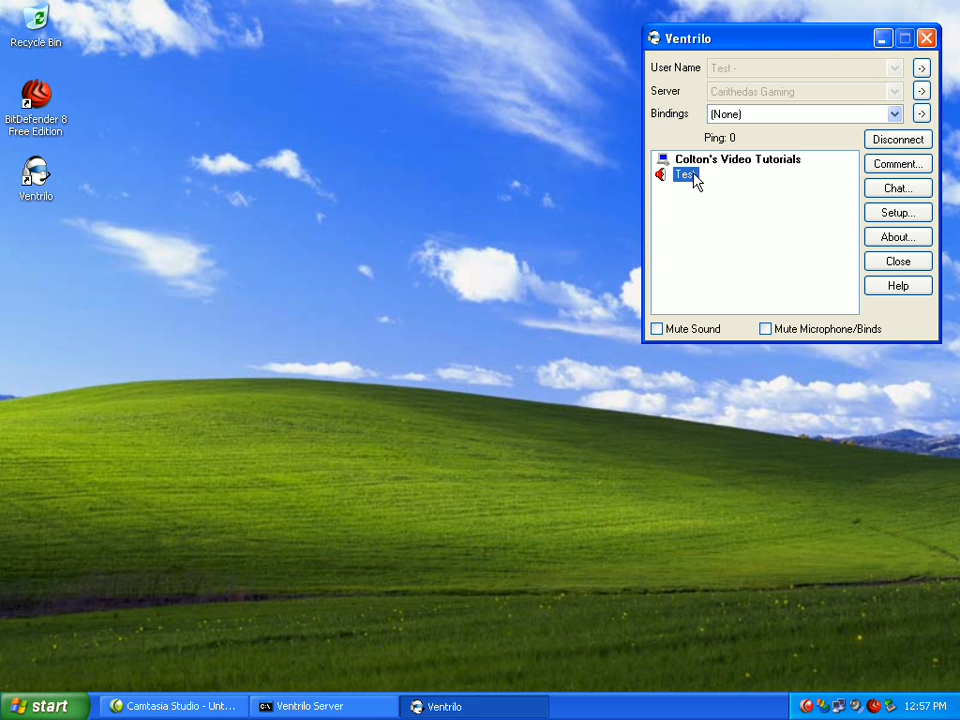 Recycle Bin
BitDefender 8
Free Edition
Ventrilo
Ventrilo
User Name
Test -
->
Server
Carithedas Gaming
->
Bindings
(None)
->
Ping: 0
Disconnect
Colton's Video Tutorials
Comment...
Test
Chat...
Setup...
About...
Close
Help
Mute Sound
Mute Microphone/Binds
start
Camtasia Studio - Unt...
Ventrilo Server
Ventrilo
12:57 PM